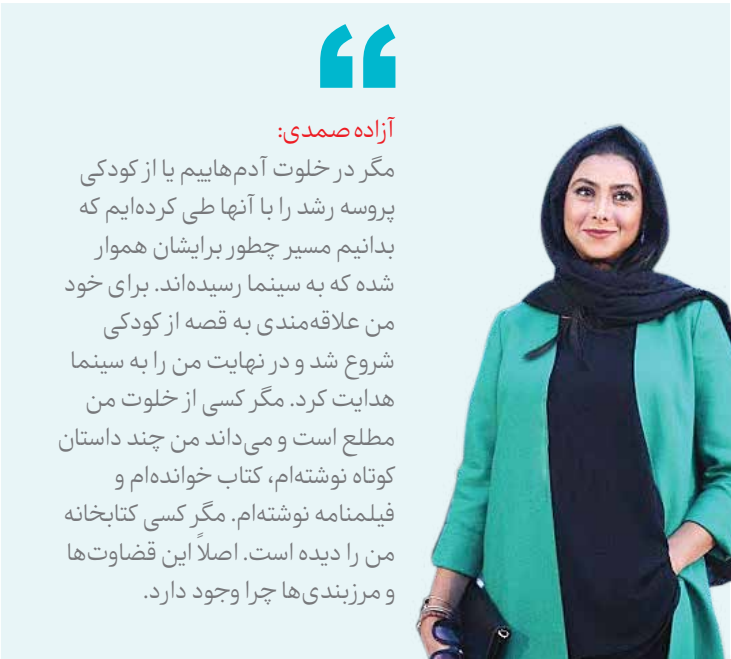 ❝
آزاده صمدی:
مگر در خلوت آدم‌هاییم یا از کودکی
پروسه رشد را با آنها طی کرده‌ایم که
بدانیم مسیر چطور برایشان هموار
شده که به سینما رسیده‌اند. برای خود
من علاقه‌مندی به قصه از کودکی
شروع شد و در نهایت من را به سینما
هدایت کرد. مگر کسی از خلوت من
مطلع است و می‌داند من چند داستان
کوتاه نوشته‌ام، کتاب خوانده‌ام و
فیلمنامه نوشته‌ام. مگر کسی کتابخانه
من را دیده است. اصلاً این قضاوت‌ها
و مرزبندی‌ها چرا وجود دارد.